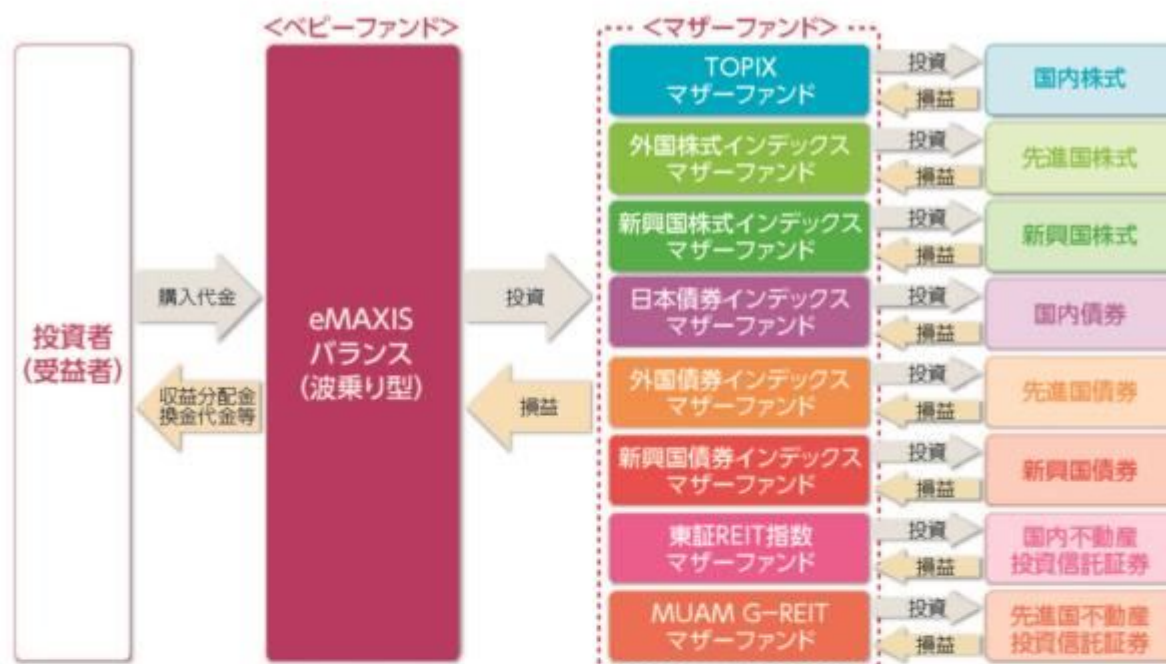 <ベビーファンド>
<マザーファンド>
投資者
(受益者)
購入代金
収益分配金
換金代金等
eMAXIS
バランス
(波乗り型)
投資
損益
TOPIX
マザーファンド
投資
損益
国内株式
外国株式インデックス
マザーファンド
投資
損益
先進国株式
新興国株式インデックス
マザーファンド
投資
損益
新興国株式
日本債券インデックス
マザーファンド
投資
損益
国内債券
外国債券インデックス
マザーファンド
投資
損益
先進国債券
新興国債券インデックス
マザーファンド
投資
損益
新興国債券
東証REIT指数
マザーファンド
投資
損益
国内不動産
投資信託証券
MUAM G-REIT
マザーファンド
投資
損益
先進国不動産
投資信託証券